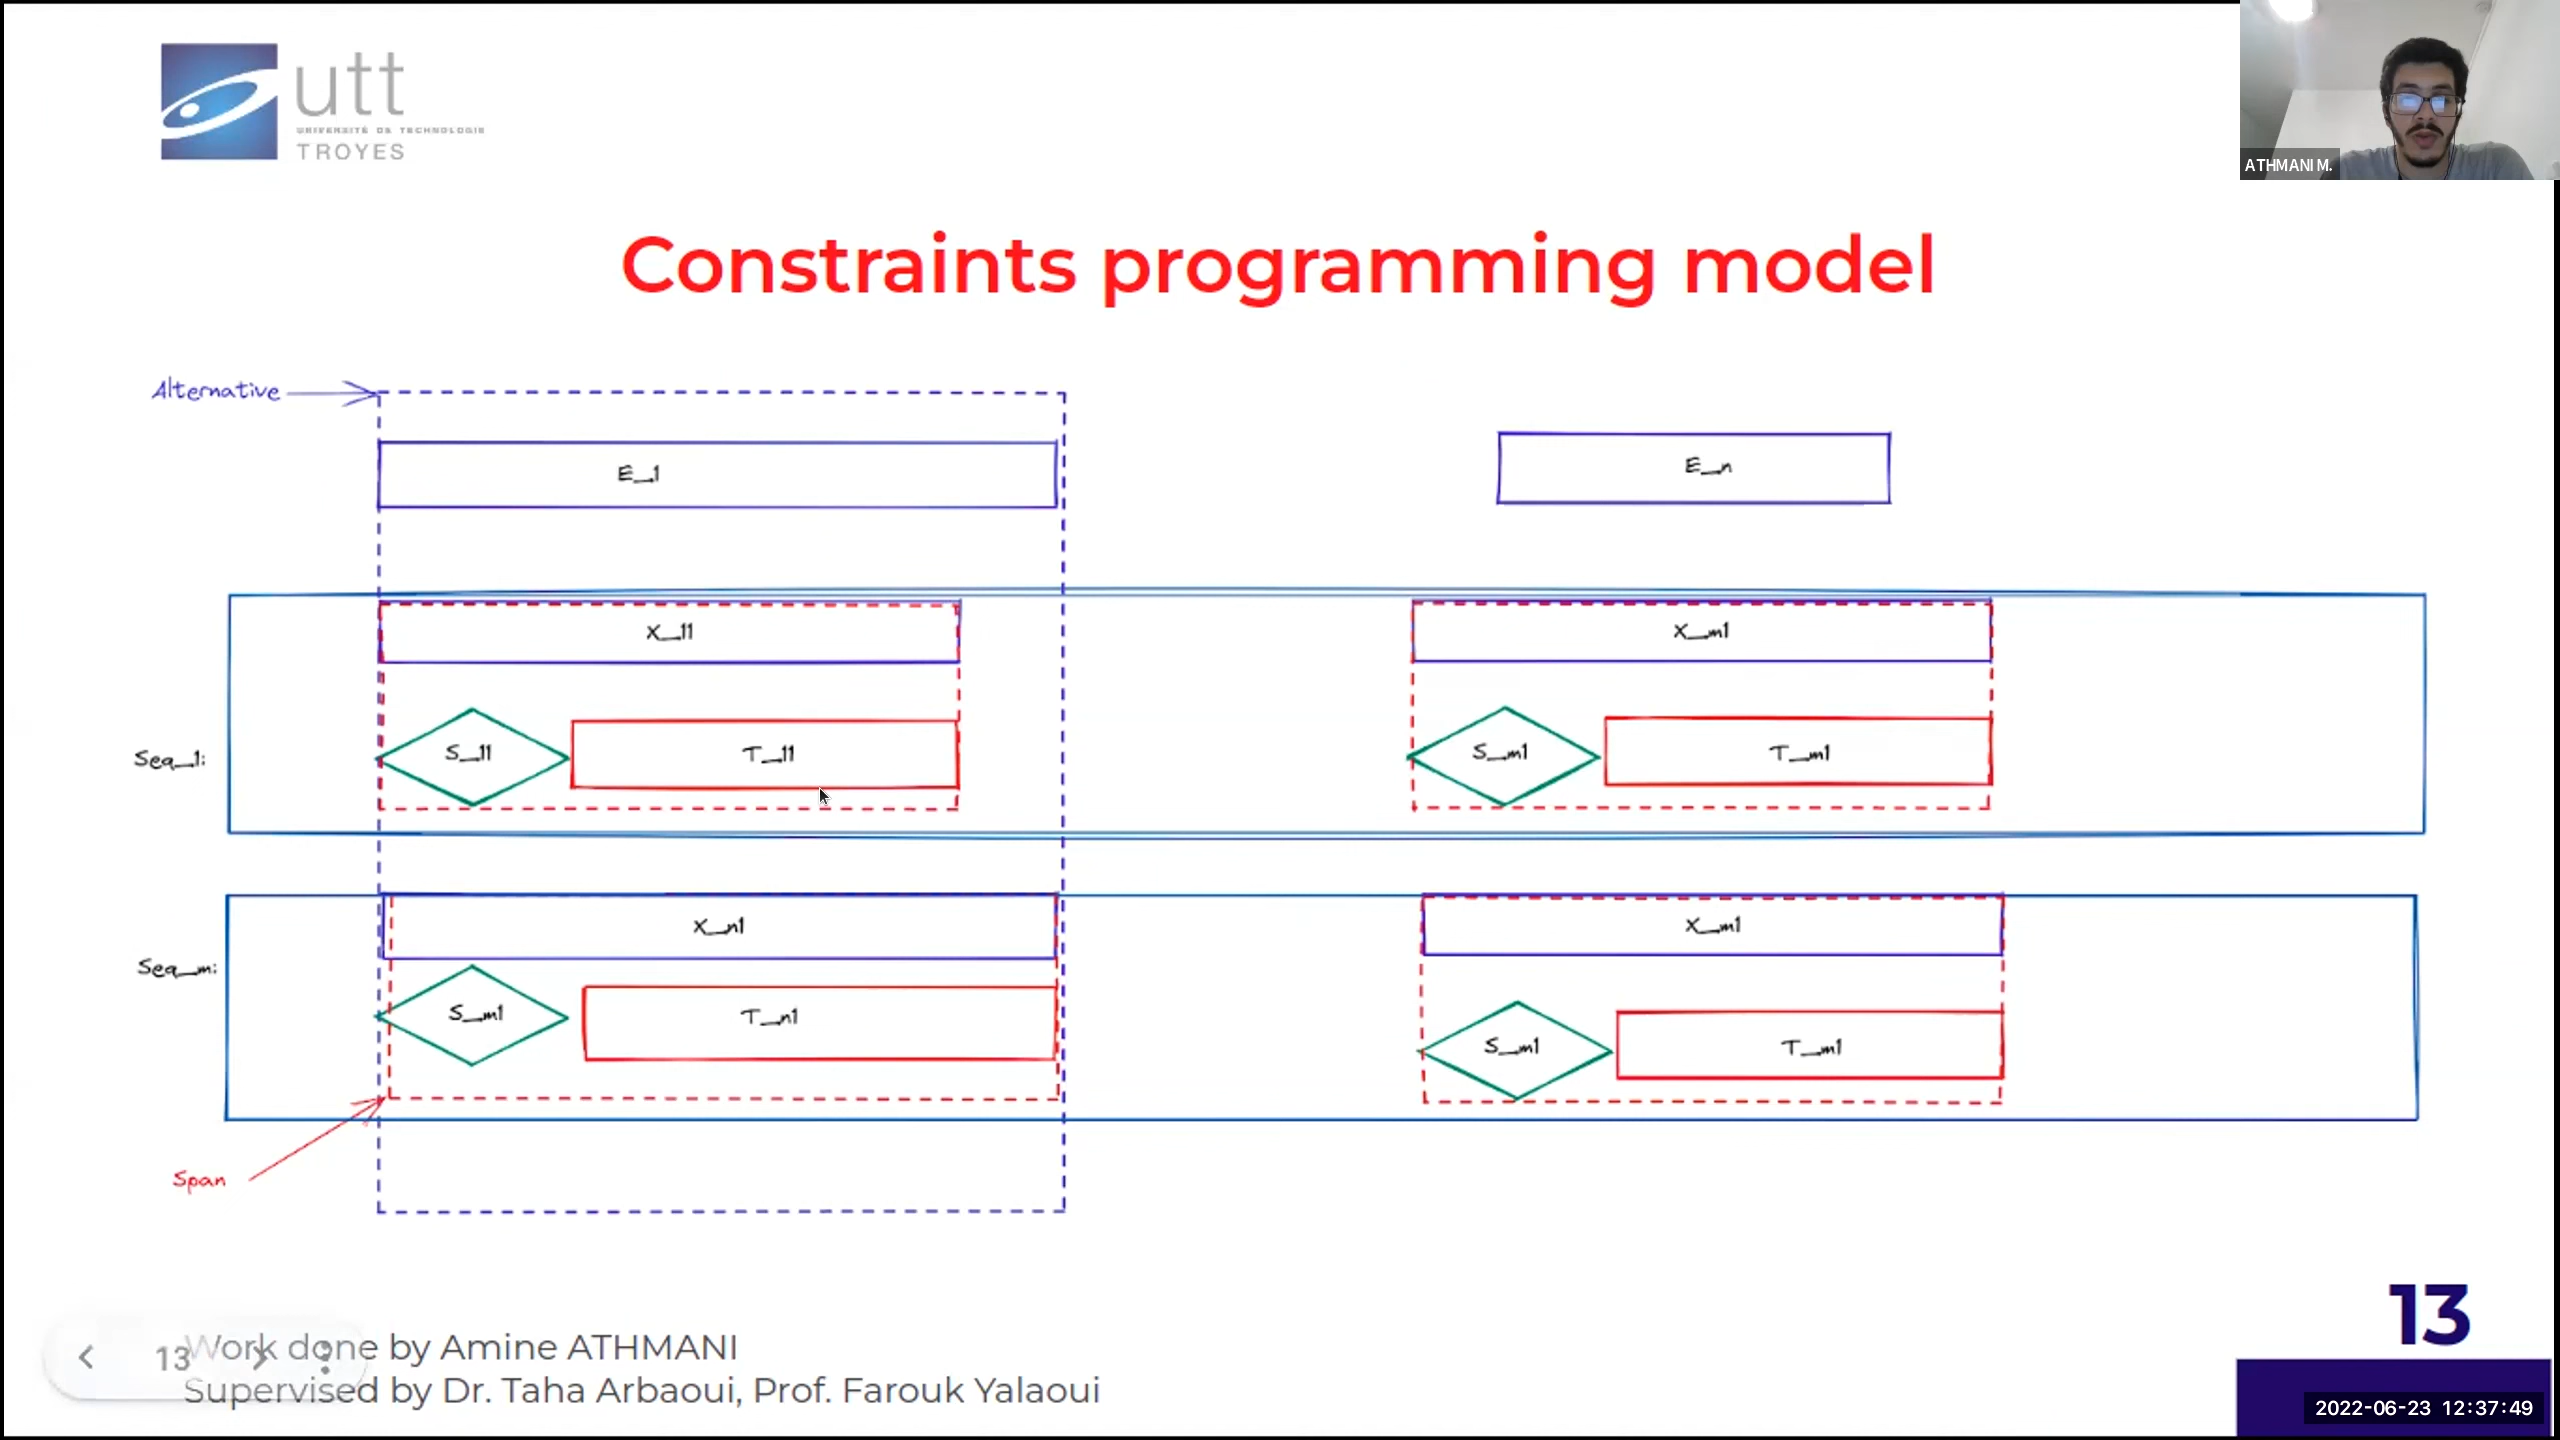 utt
UNIVERSITÉ DE TECHNOLOGIE
TROYES
ATHMANI M.
Constraints programming model
Alternative
E_1
E_n
X_11
X_m1
Seq_1:
S_11
T_11
S_m1
T_m1
X_n1
X_m1
Seq_m:
S_m1
T_n1
S_m1
T_m1
Span
13
13
Work done by Amine ATHMANI
Supervised by Dr. Taha Arbaoui, Prof. Farouk Yalaoui
2022-06-23 12:37:49